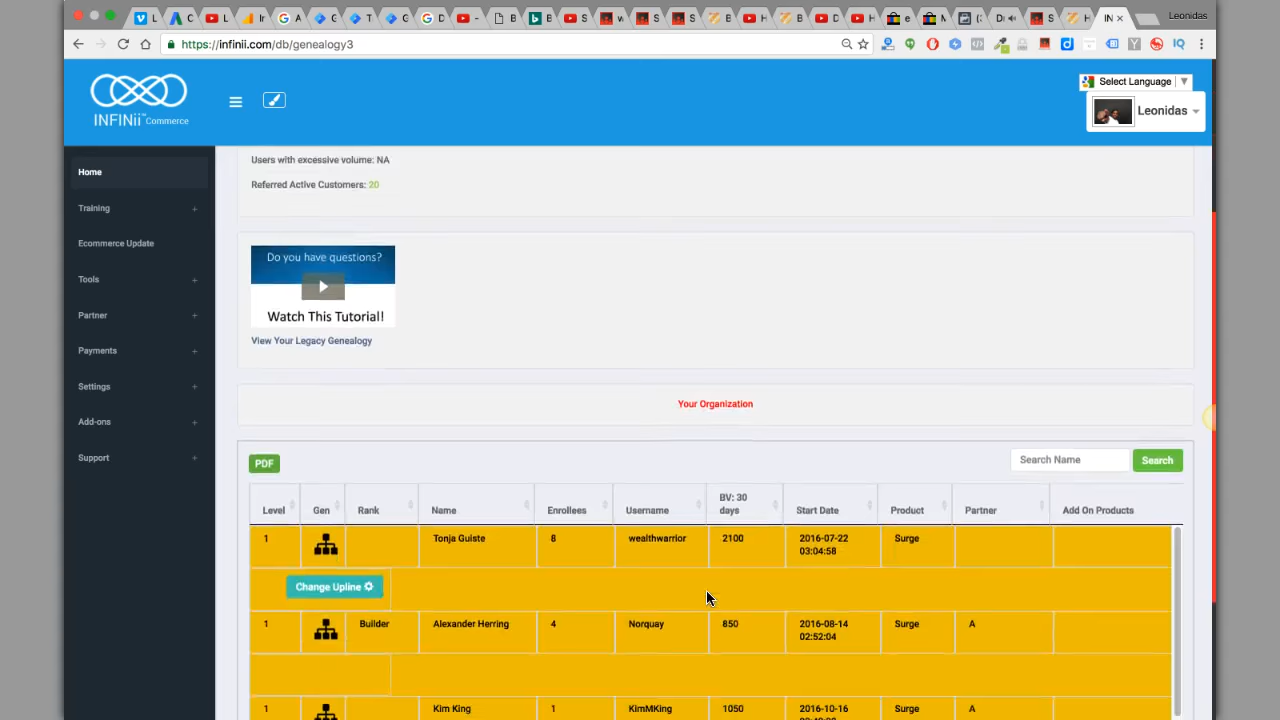 Leonidas
https://infinii.com/db/genealogy3
INFINii™Commerce
Select Language ▼
Leonidas
Home
Training +
Ecommerce Update
Tools +
Partner +
Payments +
Settings +
Add-ons +
Support +
Users with excessive volume: NA
Referred Active Customers: 20
Do you have questions?
Watch This Tutorial!
View Your Legacy Genealogy
Your Organization
PDF
Search Name
Search
Level Gen Rank Name Enrollees Username BV: 30 days Start Date Product Partner Add On Products
1 Tonja Guiste 8 wealthwarrior 2100 2016-07-22 03:04:58 Surge
Change Upline
1 Builder Alexander Herring 4 Norquay 850 2016-08-14 02:52:04 Surge A
1 Kim King 1 KimMKing 1050 2016-10-16 Surge A